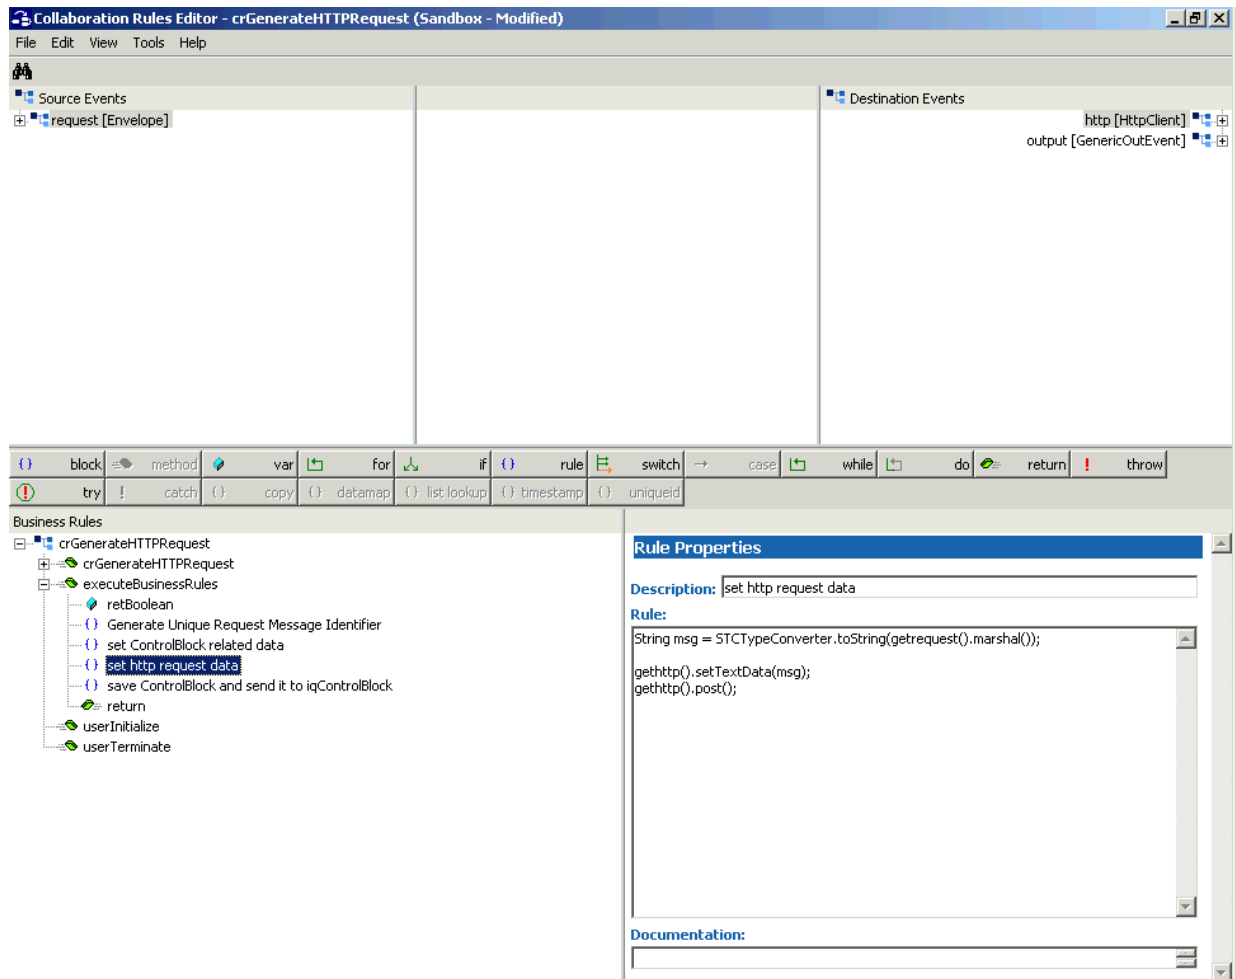 Collaboration Rules Editor - crGenerateHTTPRequest (Sandbox - Modified)
File Edit View Tools Help
Source Events
Destination Events
request [Envelope]
http [HttpClient]
output [GenericOutEvent]
block method var for if rule switch case while do return throw
try catch copy datamap list lookup timestamp uniqueid
Business Rules
crGenerateHTTPRequest
crGenerateHTTPRequest
executeBusinessRules
retBoolean
Generate Unique Request Message Identifier
set ControlBlock related data
set http request data
save ControlBlock and send it to iqControlBlock
return
userInitialize
userTerminate
Rule Properties
Description: set http request data
Rule:
String msg = STCTypeConverter.toString(getrequest().marshal());
gethttp().setTextData(msg);
gethttp().post();
Documentation: